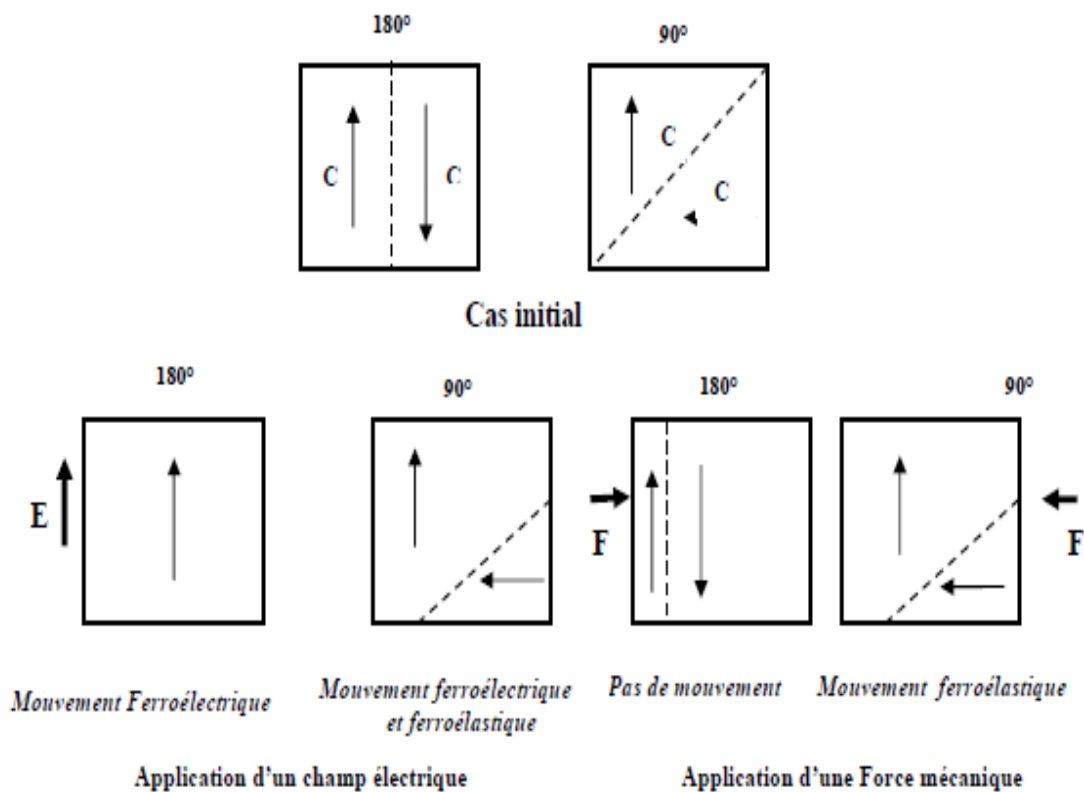 180°
90°
C
C
C
C
Cas initial
180°
90°
180°
90°
E
F
F
Mouvement Ferroélectrique
Mouvement ferroélectrique
et ferroélastique
Pas de mouvement
Mouvement ferroélastique
Application d'un champ électrique
Application d'une Force mécanique